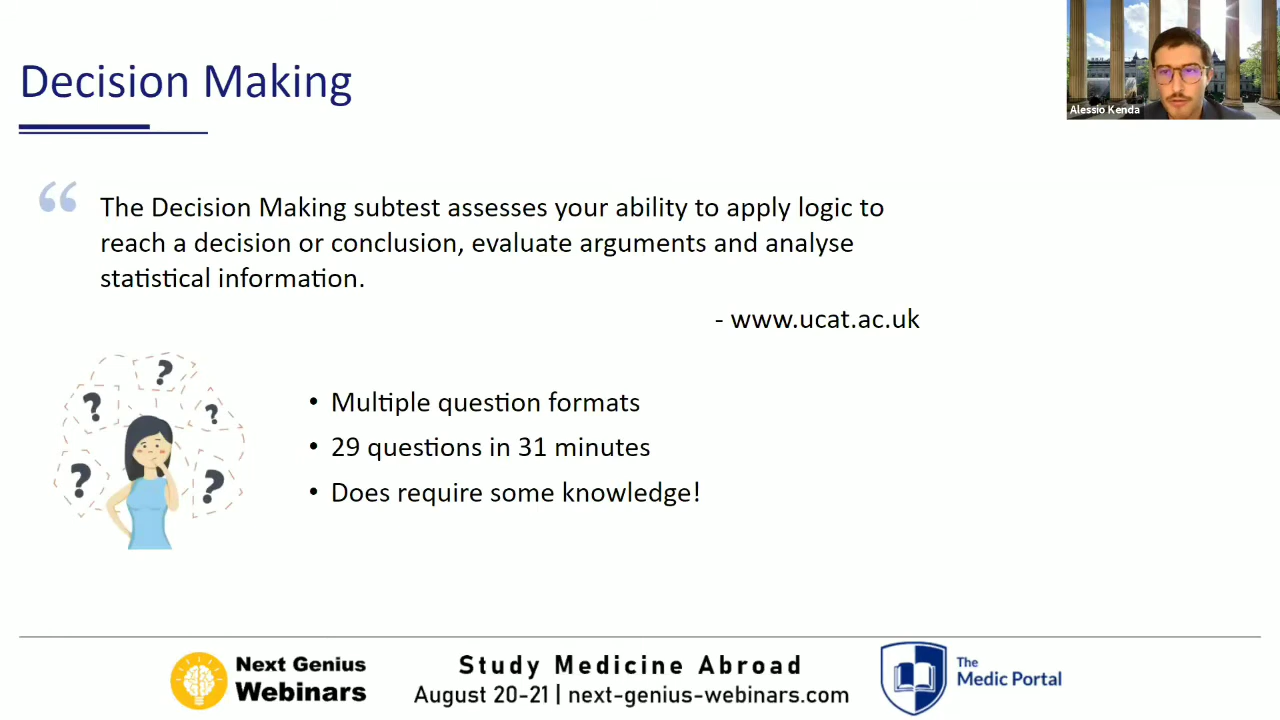 Decision Making
Alessio Kenda
“
The Decision Making subtest assesses your ability to apply logic to
reach a decision or conclusion, evaluate arguments and analyse
statistical information.
- www.ucat.ac.uk
? ? ? ? ?
• Multiple question formats
• 29 questions in 31 minutes
• Does require some knowledge!
Next Genius
Webinars
Study Medicine Abroad
August 20-21 | next-genius-webinars.com
The
Medic Portal